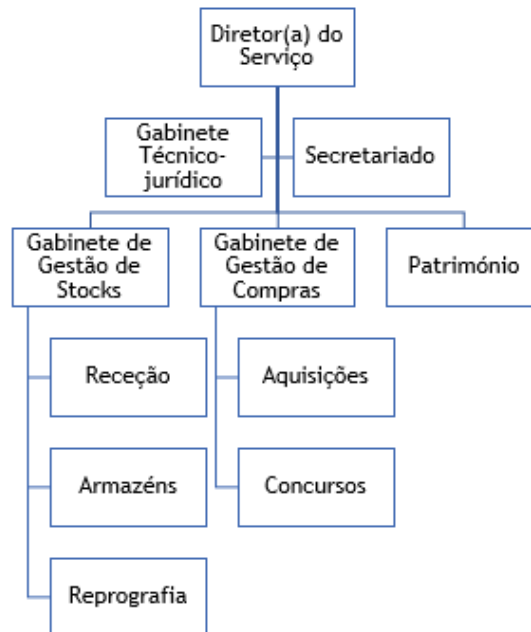 Diretor(a) do
Serviço
Gabinete
Técnico-
jurídico
Secretariado
Gabinete de
Gestão de
Stocks
Gabinete de
Gestão de
Compras
Património
Receção
Aquisições
Armazéns
Concursos
Reprografia